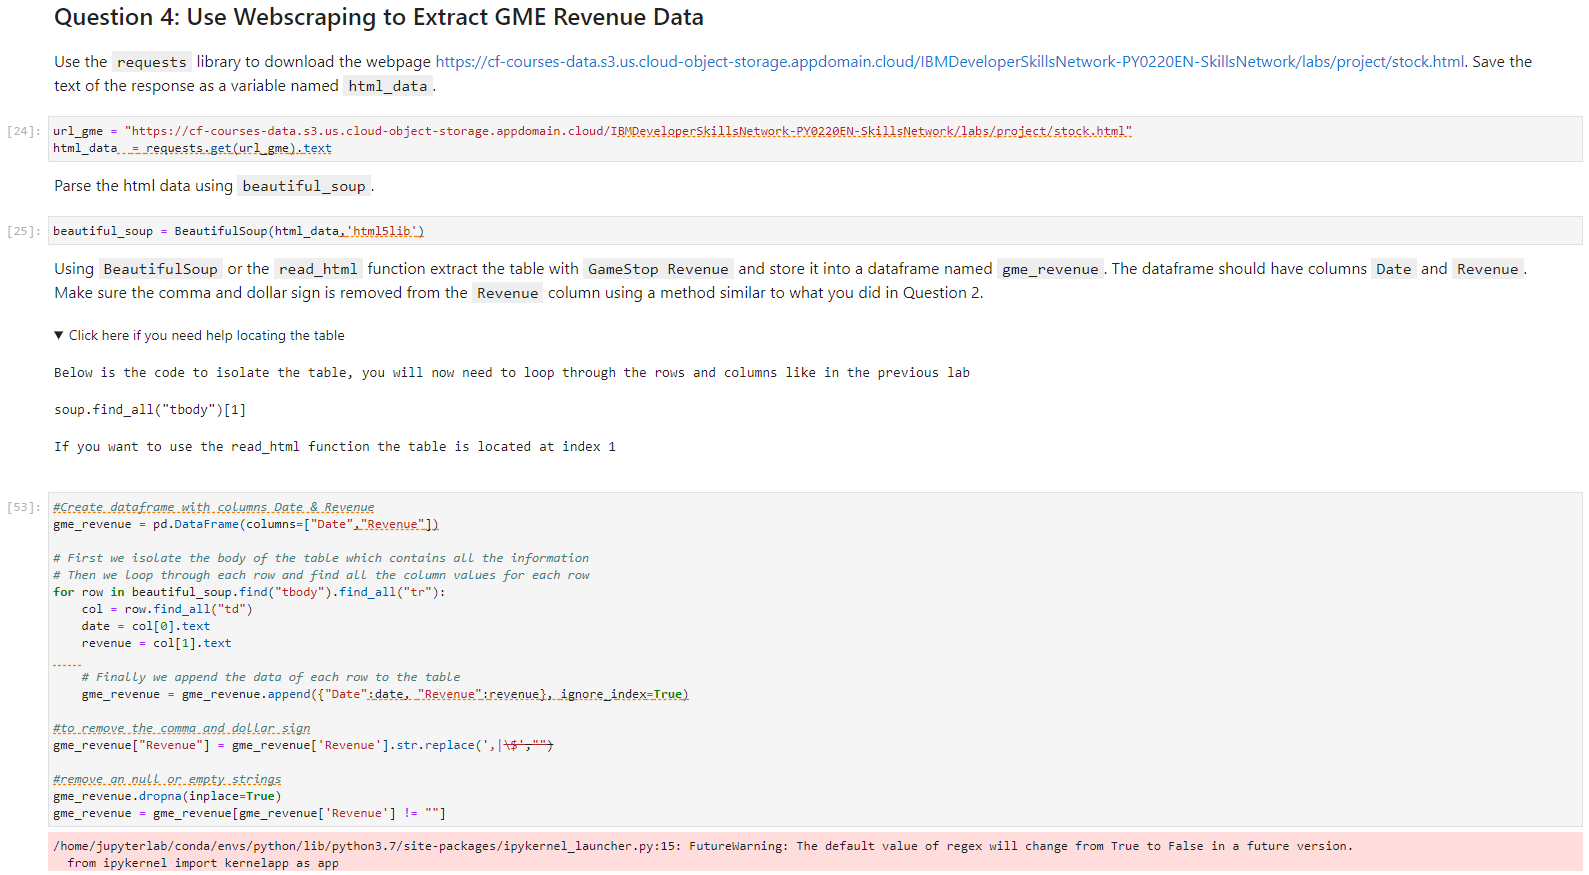 Question 4: Use Webscraping to Extract GME Revenue Data
Use the requests library to download the webpage https://cf-courses-data.s3.us.cloud-object-storage.appdomain.cloud/IBMDeveloperSkillsNetwork-PY0220EN-SkillsNetwork/labs/project/stock.html. Save the
text of the response as a variable named html_data.
[24]: url_gme = "https://cf-courses-data.s3.us.cloud-object-storage.appdomain.cloud/IBMDeveloperSkillsNetwork-PY0220EN-SkillsNetwork/labs/project/stock.html"
html_data  = requests.get(url_gme).text
Parse the html data using beautiful_soup.
[25]: beautiful_soup = BeautifulSoup(html_data,'html5lib')
Using BeautifulSoup or the read_html function extract the table with GameStop Revenue and store it into a dataframe named gme_revenue. The dataframe should have columns Date and Revenue.
Make sure the comma and dollar sign is removed from the Revenue column using a method similar to what you did in Question 2.
▼ Click here if you need help locating the table
Below is the code to isolate the table, you will now need to loop through the rows and columns like in the previous lab
soup.find_all("tbody")[1]
If you want to use the read_html function the table is located at index 1
[53]: #Create dataframe with columns Date & Revenue
gme_revenue = pd.DataFrame(columns=["Date","Revenue"])
# First we isolate the body of the table which contains all the information
# Then we loop through each row and find all the column values for each row
for row in beautiful_soup.find("tbody").find_all("tr"):
    col = row.find_all("td")
    date = col[0].text
    revenue = col[1].text
    # Finally we append the data of each row to the table
    gme_revenue = gme_revenue.append({"Date":date, "Revenue":revenue}, ignore_index=True)
#to remove the comma and dollar sign
gme_revenue["Revenue"] = gme_revenue['Revenue'].str.replace(',|\$',"")
#remove an null or empty strings
gme_revenue.dropna(inplace=True)
gme_revenue = gme_revenue[gme_revenue['Revenue'] != ""]
/home/jupyterlab/conda/envs/python/lib/python3.7/site-packages/ipykernel_launcher.py:15: FutureWarning: The default value of regex will change from True to False in a future version.
  from ipykernel import kernelapp as app